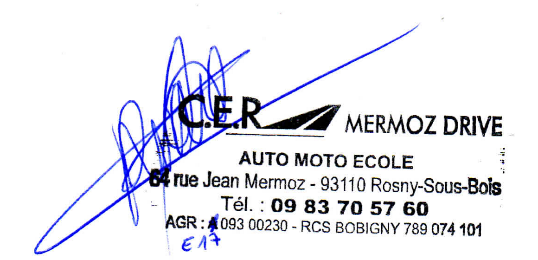 C.E.R MERMOZ DRIVE
AUTO MOTO ECOLE
64 rue Jean Mermoz - 93110 Rosny-Sous-Bois
Tél. : 09 83 70 57 60
AGR : 093 00230 - RCS BOBIGNY 789 074 101
E 17